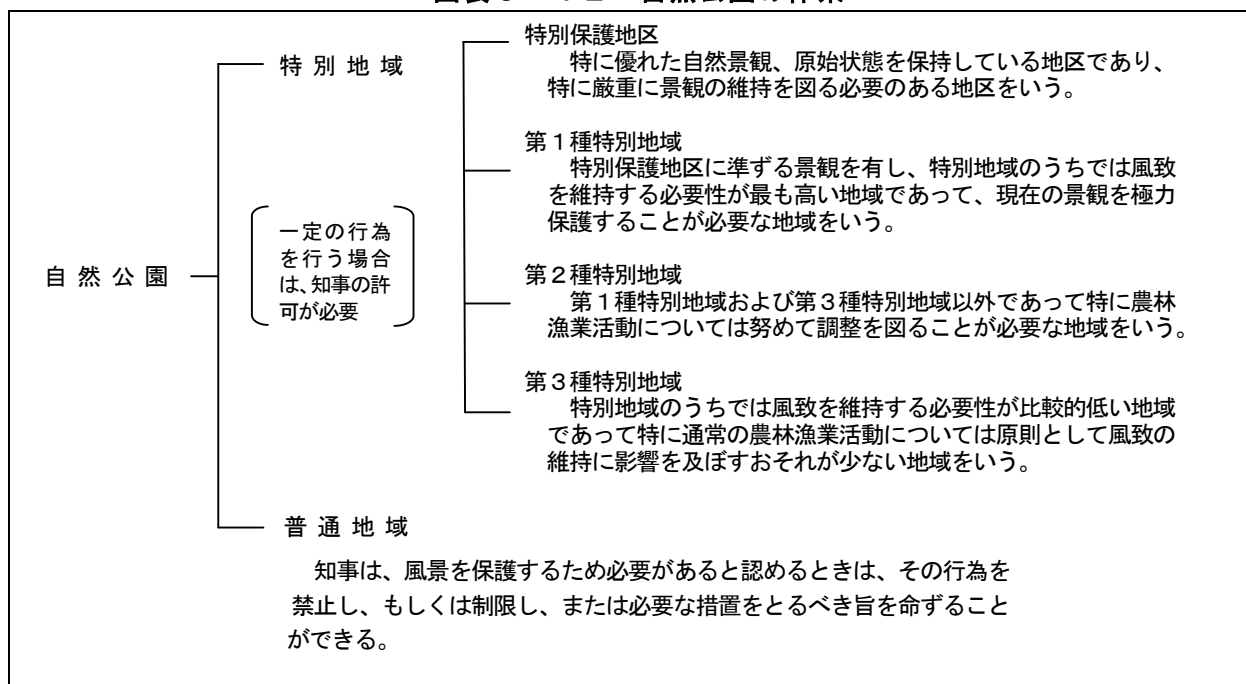 自然公園
特別地域
一定の行為
を行う場合
は、知事の許
可が必要
特別保護地区
特に優れた自然景観、原始状態を保持している地区であり、
特に厳重に景観の維持を図る必要のある地区をいう。
第１種特別地域
特別保護地区に準ずる景観を有し、特別地域のうちでは風致
を維持する必要性が最も高い地域であって、現在の景観を極力
保護することが必要な地域をいう。
第２種特別地域
第１種特別地域および第３種特別地域以外であって特に農林
漁業活動については努めて調整を図ることが必要な地域をいう。
第３種特別地域
特別地域のうちでは風致を維持する必要性が比較的低い地域
であって特に通常の農林漁業活動については原則として風致の
維持に影響を及ぼすおそれが少ない地域をいう。
普通地域
知事は、風景を保護するため必要があると認めるときは、その行為を
禁止し、もしくは制限し、または必要な措置をとるべき旨を命ずること
ができる。